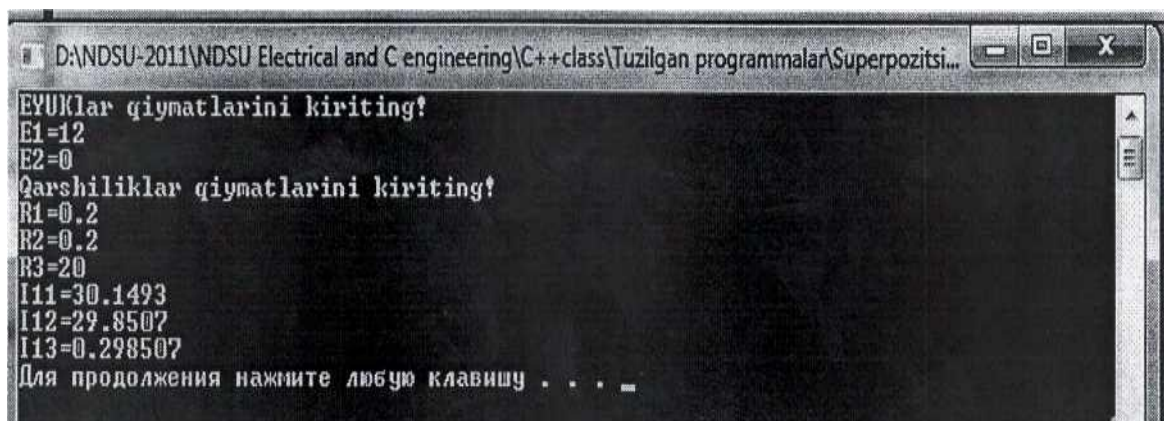 D:\NDSU-2011\NDSU Electrical and C engineering\C++class\Tuzilgan programmalar\Superpozitsi...
EYUKlar qiymatlarini kiriting!
E1=12
E2=0
Qarshiliklar qiymatlarini kiriting!
R1=0.2
R2=0.2
R3=20
I11=30.1493
I12=29.8507
I13=0.298507
Для продолжения нажмите любую клавишу . . . _